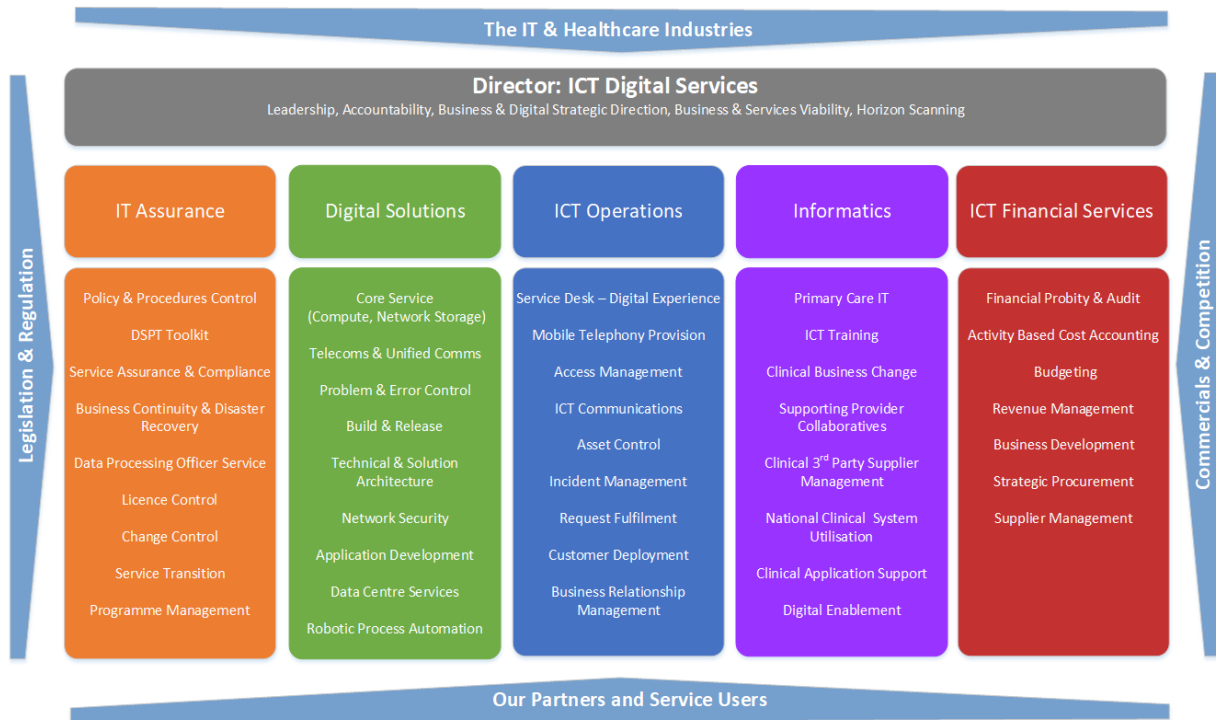 The IT & Healthcare Industries
Director: ICT Digital Services
Leadership, Accountability, Business & Digital Strategic Direction, Business & Services Viability, Horizon Scanning
Legislation & Regulation
IT Assurance
Policy & Procedures Control
DSPT Toolkit
Service Assurance & Compliance
Business Continuity & Disaster
Recovery
Data Processing Officer Service
Licence Control
Change Control
Service Transition
Programme Management
Digital Solutions
Core Service
(Compute, Network Storage)
Telecoms & Unified Comms
Problem & Error Control
Build & Release
Technical & Solution
Architecture
Network Security
Application Development
Data Centre Services
Robotic Process Automation
ICT Operations
Service Desk – Digital Experience
Mobile Telephony Provision
Access Management
ICT Communications
Asset Control
Incident Management
Request Fulfilment
Customer Deployment
Business Relationship
Management
Informatics
Primary Care IT
ICT Training
Clinical Business Change
Supporting Provider
Collaboratives
Clinical 3rd Party Supplier
Management
National Clinical System
Utilisation
Clinical Application Support
Digital Enablement
ICT Financial Services
Financial Probity & Audit
Activity Based Cost Accounting
Budgeting
Revenue Management
Business Development
Strategic Procurement
Supplier Management
Commercials & Competition
Our Partners and Service Users